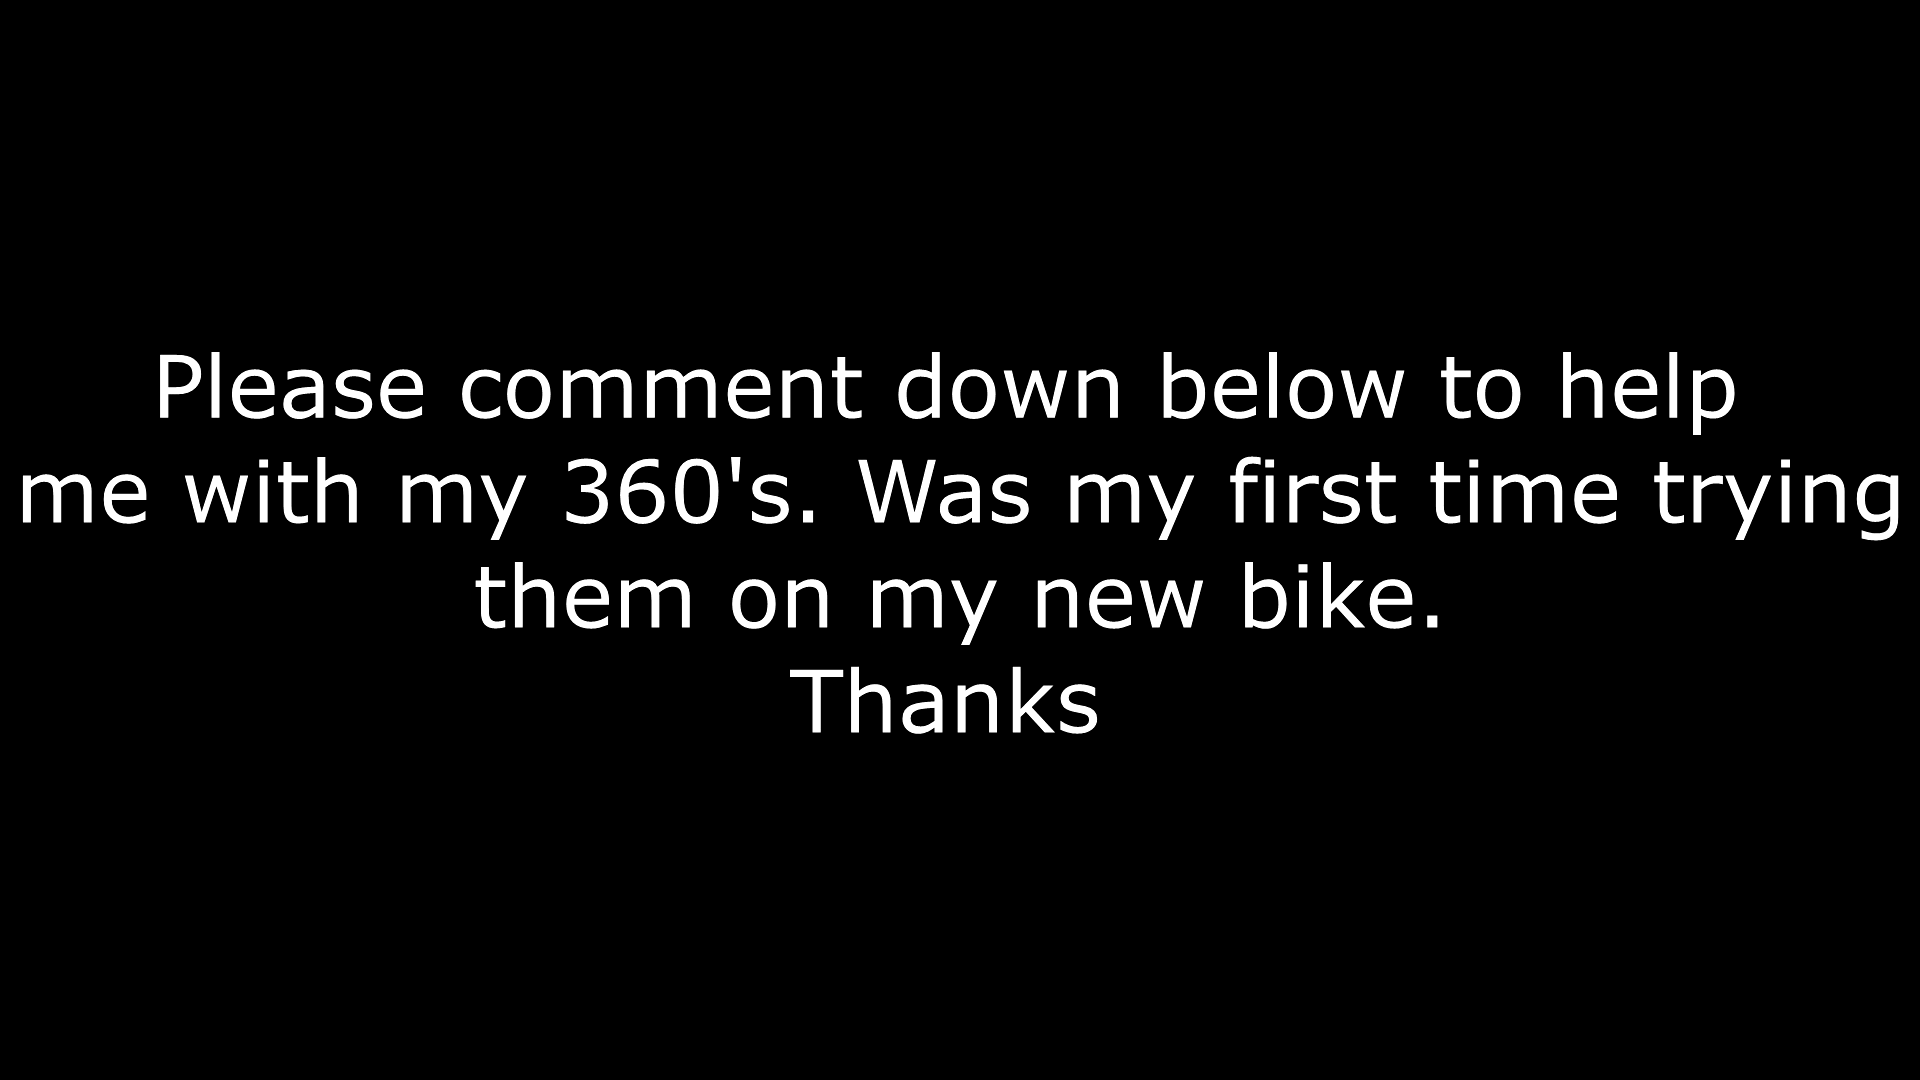 Please comment down below to help
me with my 360's. Was my first time trying
them on my new bike.
Thanks